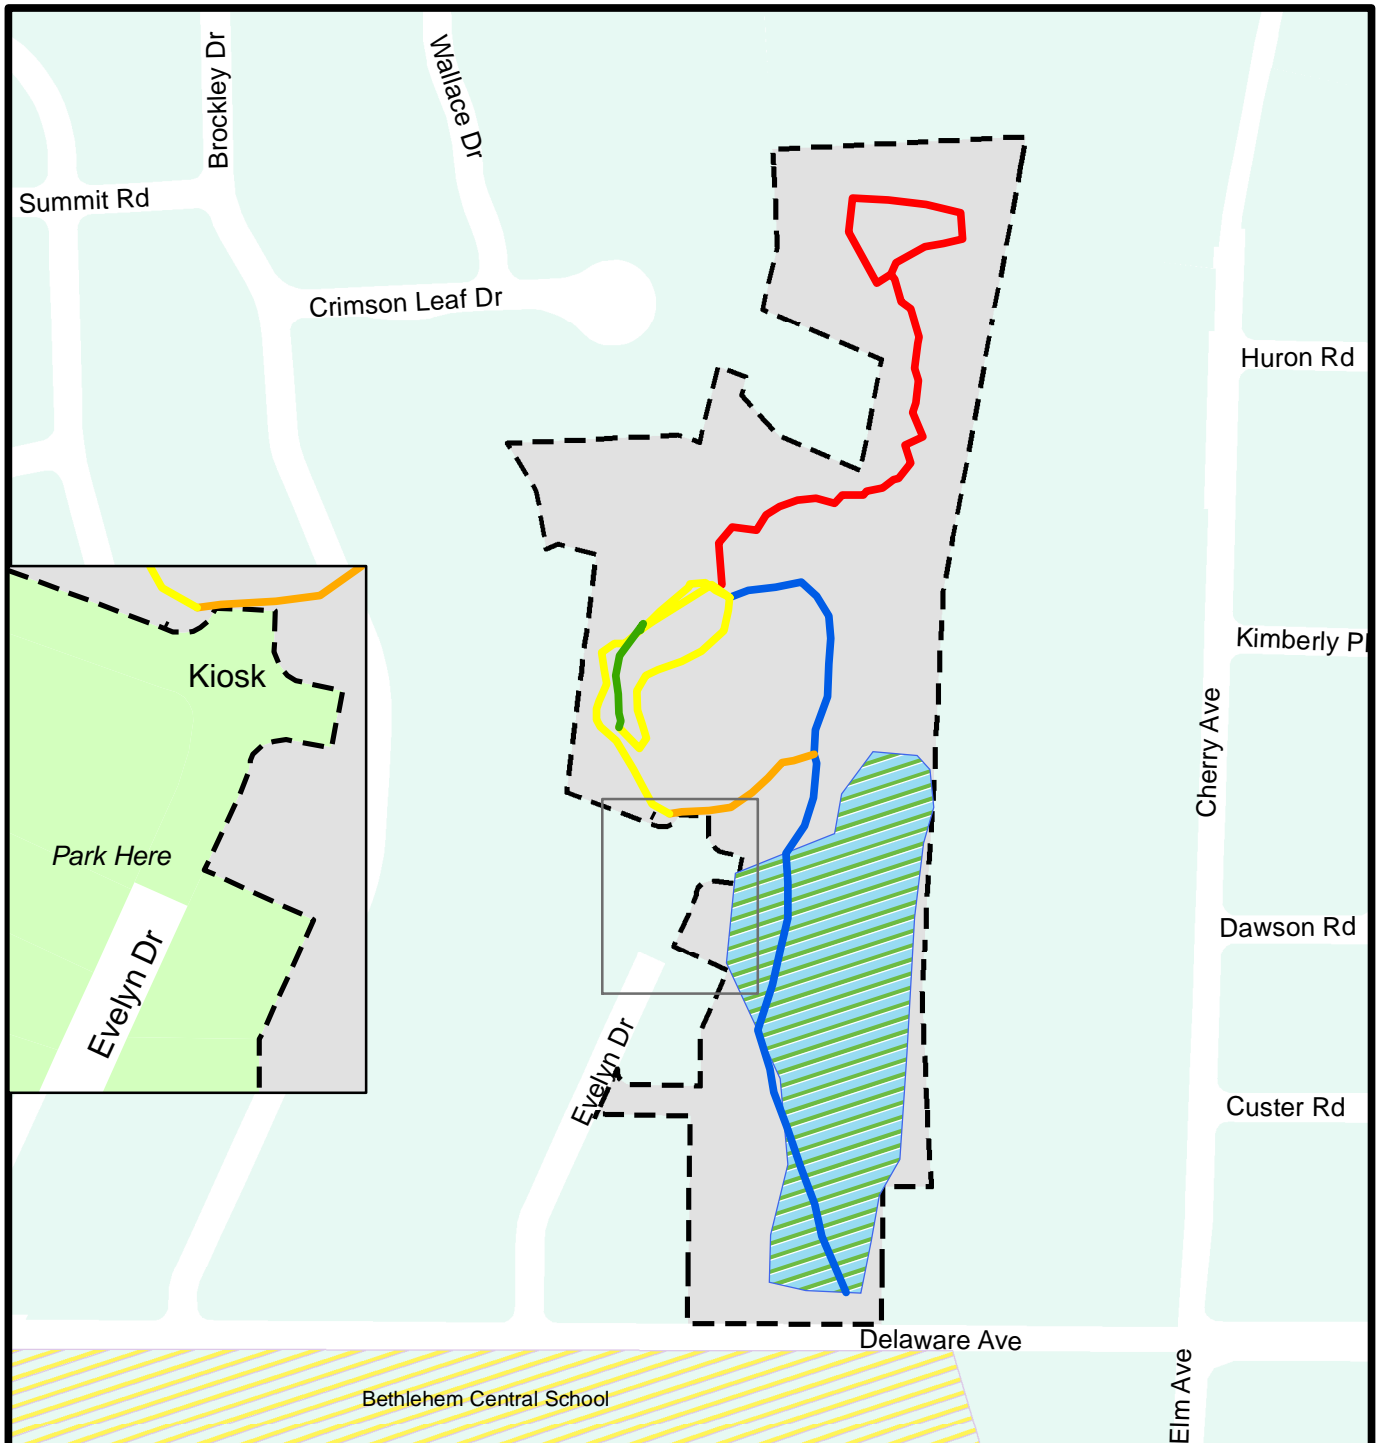 Brockley Dr
Wallace Dr
Summit Rd
Crimson Leaf Dr
Huron Rd
Kimberly Pl
Kiosk
Cherry Ave
Park Here
Dawson Rd
Evelyn Dr
Evelyn Dr
Custer Rd
Delaware Ave
Elm Ave
Bethlehem Central School